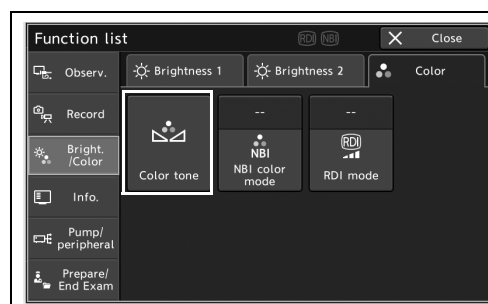 Function list
RDI NBI
Close
Observ.
Brightness 1
Brightness 2
Color
Record
Bright.
/Color
Info.
Pump/
peripheral
Prepare/
End Exam
Color tone
--
NBI
NBI color
mode
--
RDI
RDI mode